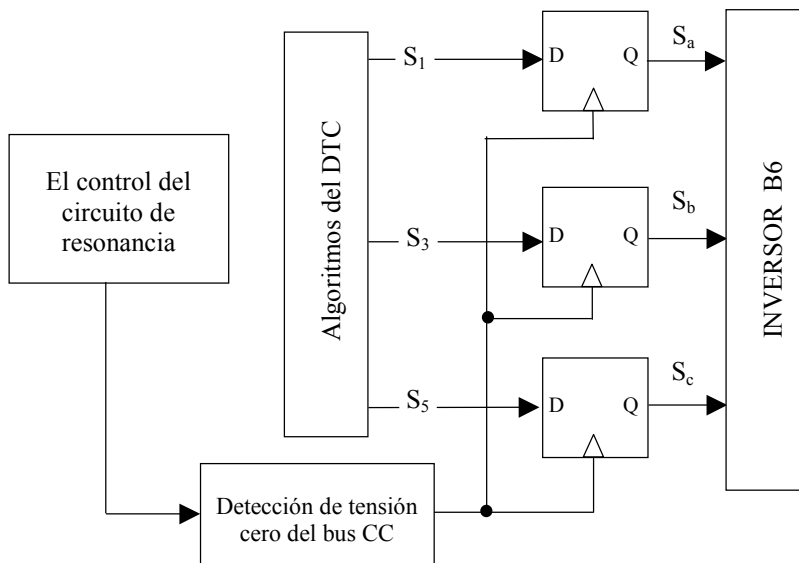 El control del
circuito de
resonancia
Algoritmos del DTC
S1
D
Q
Sa
S3
D
Q
Sb
S5
D
Q
Sc
INVERSOR B6
Detección de tensión
cero del bus CC